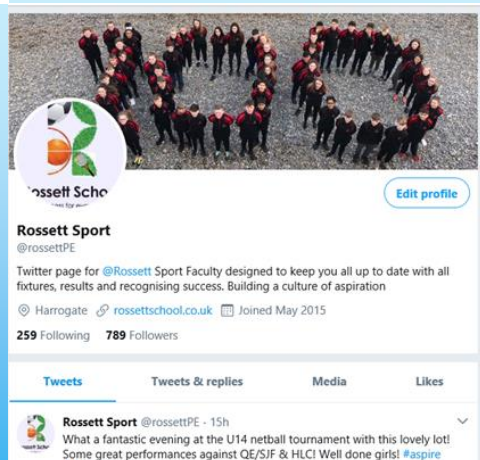 ossett Scho
Edit profile
Rossett Sport
@rossettPE
Twitter page for @Rossett Sport Faculty designed to keep you all up to date with all
fixtures, results and recognising success. Building a culture of aspiration
Harrogate rossettschool.co.uk Joined May 2015
259 Following 789 Followers
Tweets Tweets & replies Media Likes
Rossett Sport @rossettPE · 15h
What a fantastic evening at the U14 netball tournament with this lovely lot!
Some great performances against QE/SJF & HLC! Well done girls! #aspire